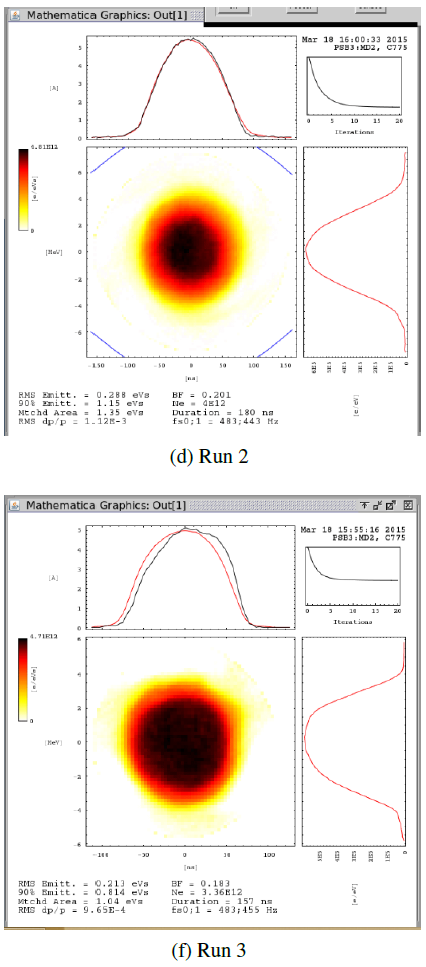 Mathematica Graphics: Out[1]
Mar 18 16:00:33 2015
PSB3:MD2, C775
[A]
5
4
3
2
1
0
0 5 10 15 20
Iterations
6.81E12
[e/eVs]
0
[MeV]
6
4
2
0
-2
-4
-6
-150 -100 -50 0 50 100 150
[ns]
6E5 5E5 4E5 3E5 2E5 1E5 0
[e/eV]
RMS Emitt. = 0.288 eVs BF = 0.201
90% Emitt. = 1.15 eVs Ne = 4E12
Mtchd Area = 1.35 eVs Duration = 180 ns
RMS dp/p = 1.12E-3 fs0;1 = 483;443 Hz
(d) Run 2
Mathematica Graphics: Out[1]
Mar 18 15:55:16 2015
PSB3:MD2, C775
[A]
5
4
3
2
1
0
0 5 10 15 20
Iterations
4.71E12
[e/eVs]
0
[MeV]
6
4
2
0
-2
-4
-6
-100 -50 0 50 100
[ns]
5E5 4E5 3E5 2E5 1E5 0
[e/eV]
RMS Emitt. = 0.213 eVs BF = 0.183
90% Emitt. = 0.814 eVs Ne = 3.36E12
Mtchd Area = 1.04 eVs Duration = 157 ns
RMS dp/p = 9.65E-4 fs0;1 = 483;455 Hz
(f) Run 3